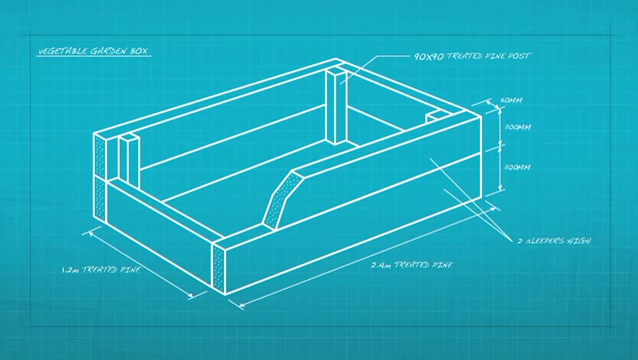 VEGETABLE GARDEN BOX
90X90 TREATED PINE POST
50MM
200MM
200MM
2 SLEEPERS HIGH
2.4m TREATED PINE
1.2m TREATED PINE